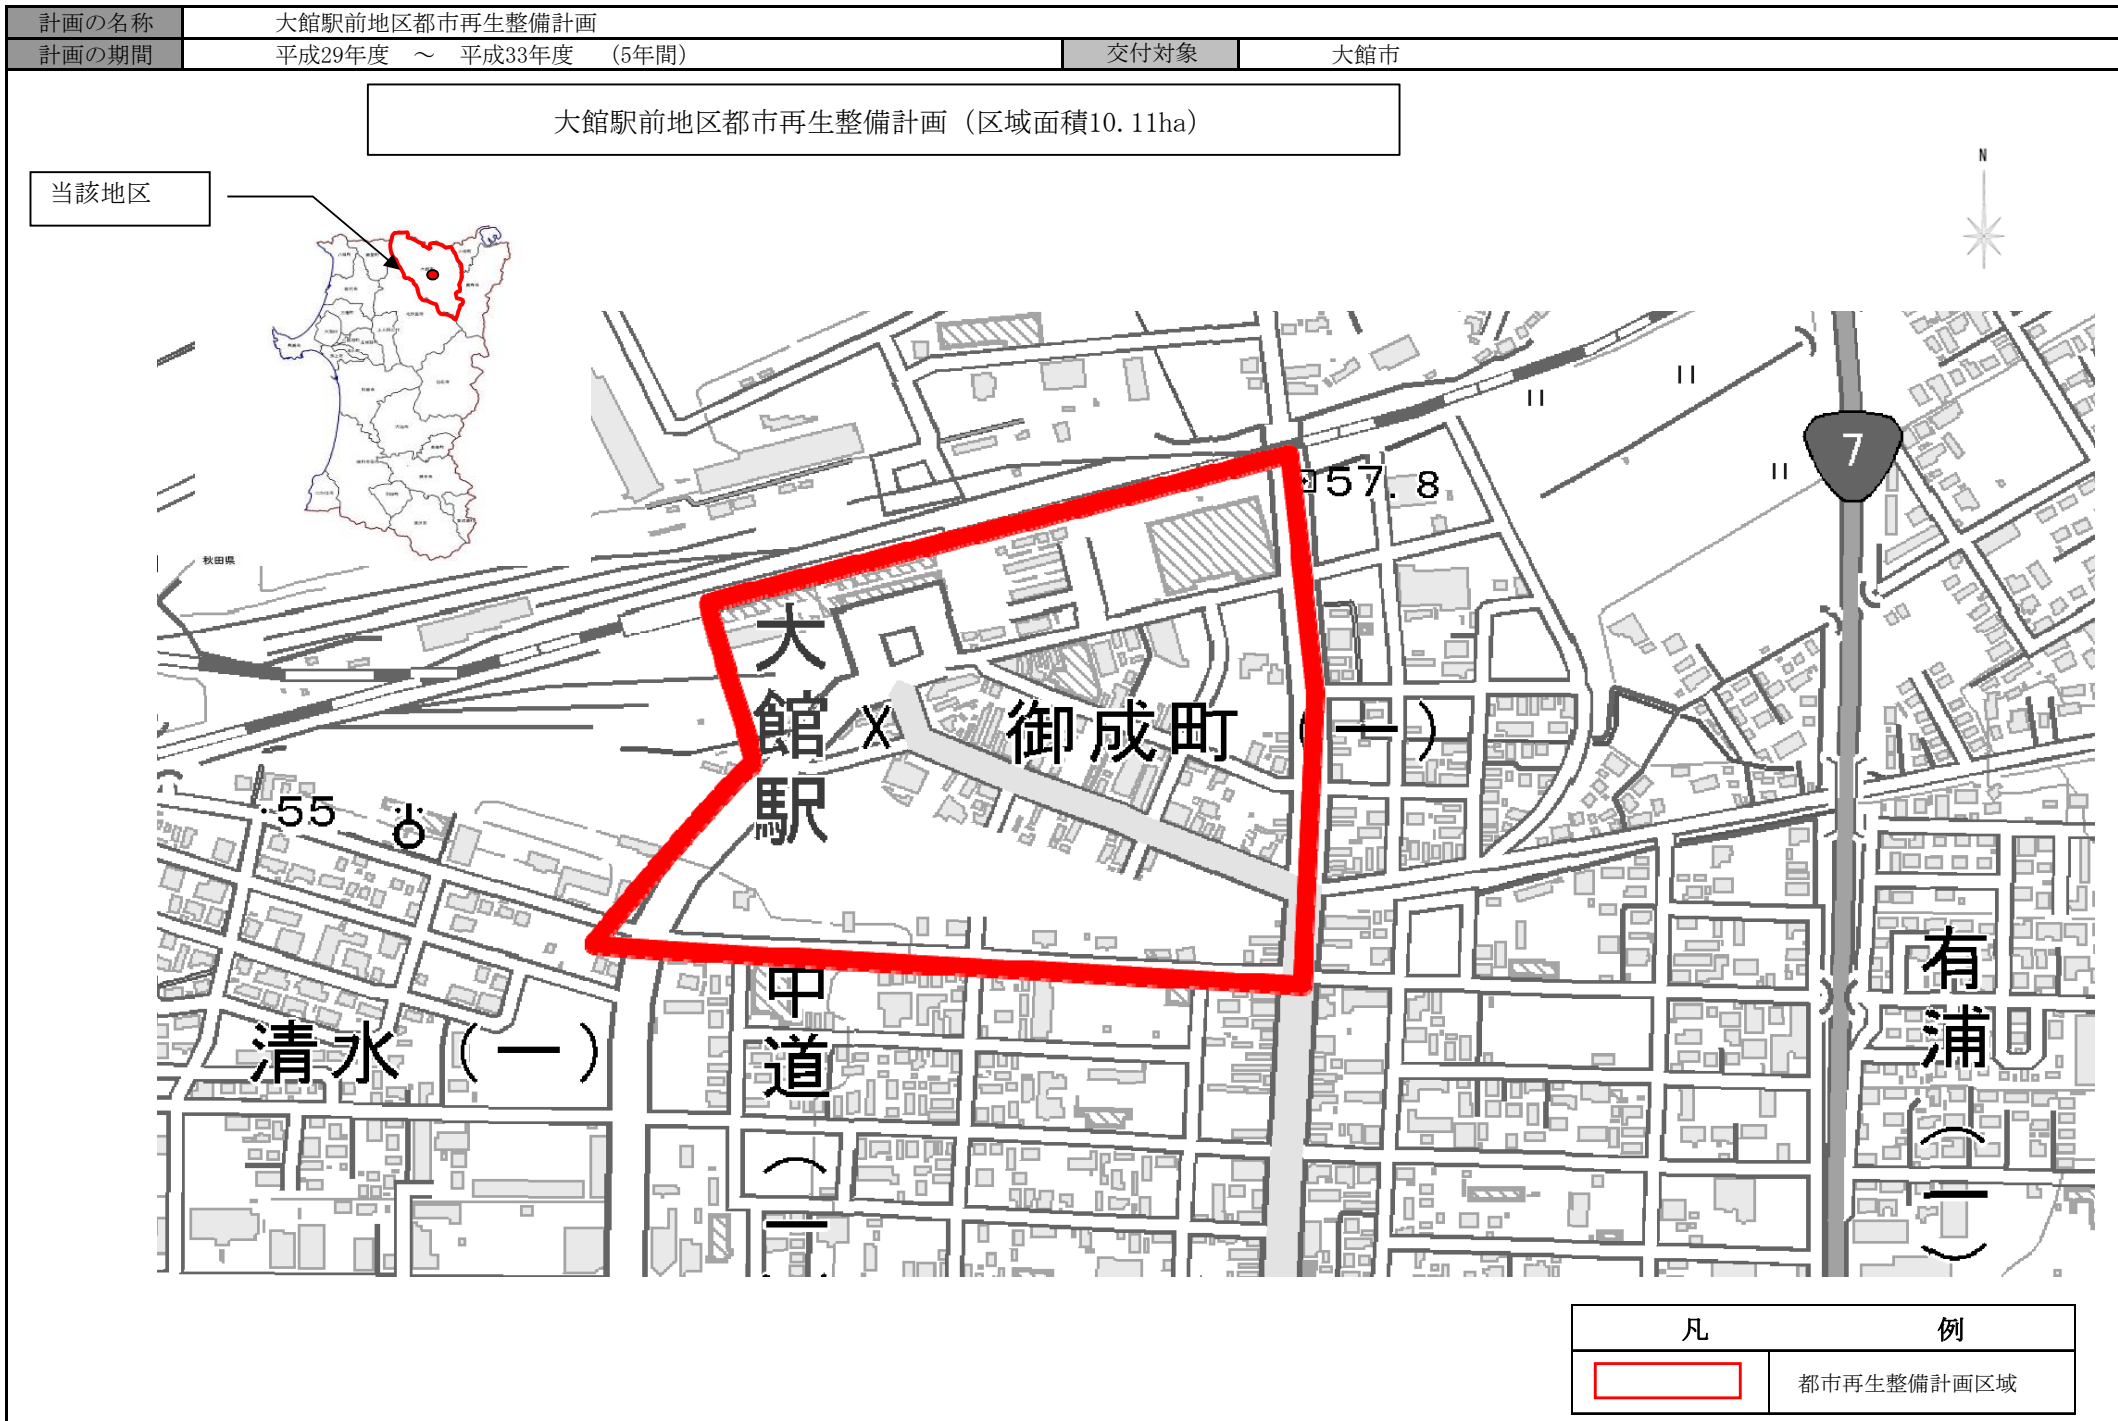 計画の名称 大館駅前地区都市再生整備計画
計画の期間 平成29年度 ～ 平成33年度 (5年間) 交付対象 大館市
大館駅前地区都市再生整備計画（区域面積10.11ha）
当該地区
N
秋田県
7
57.8
大館駅
御成町（一）
55
清水（一）
中道（一
有浦（一）
凡例
都市再生整備計画区域